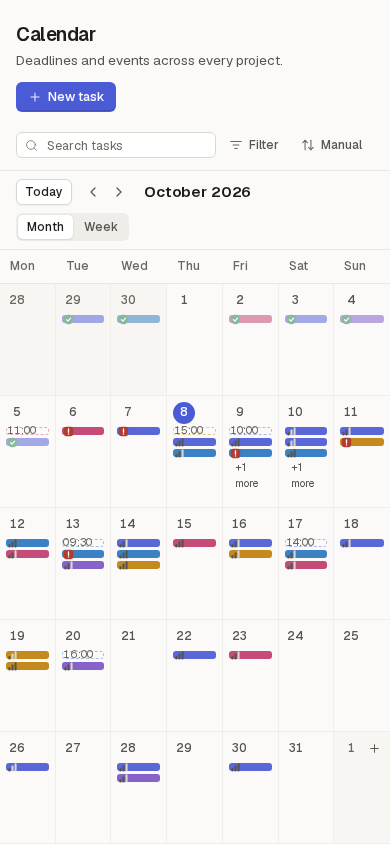 Calendar
Deadlines and events across every project.
New task
Search tasks
Filter
Manual
Today
October 2026
Month
Week
Mon Tue Wed Thu Fri Sat Sun
28 29 30 1 2 3 4
5 6 7 8 9 10 11
11:00 15:00 10:00
+1 more
+1 more
12 13 14 15 16 17 18
09:30 14:00
19 20 21 22 23 24 25
16:00
26 27 28 29 30 31 1